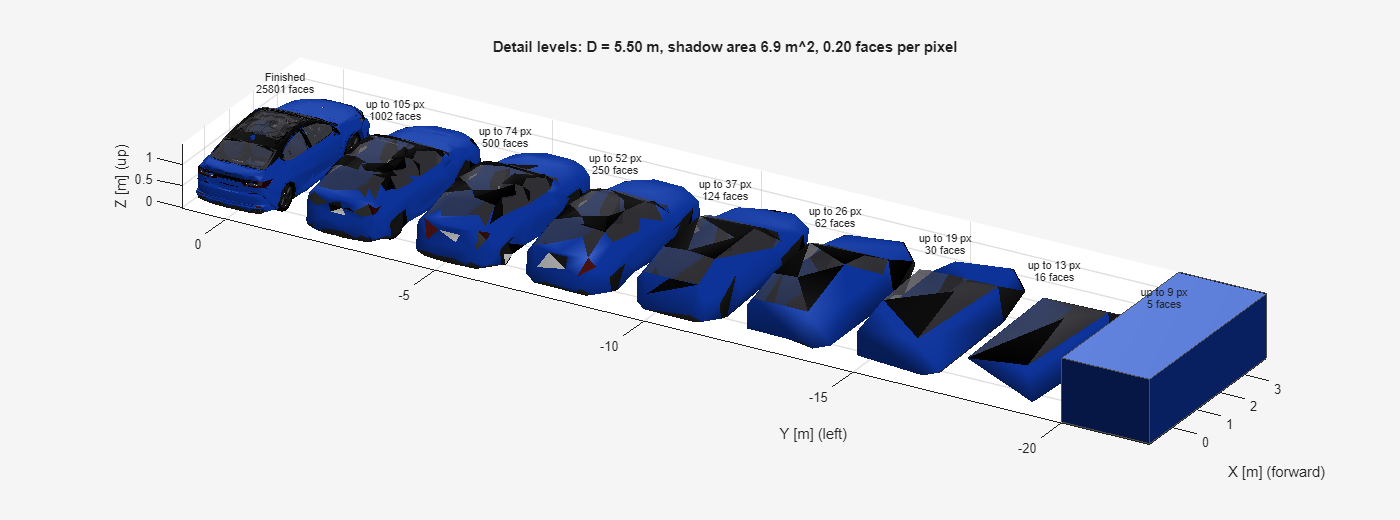 Detail levels: D = 5.50 m, shadow area 6.9 m^2, 0.20 faces per pixel
Finished
25801 faces
up to 105 px
1002 faces
up to 74 px
500 faces
up to 52 px
250 faces
up to 37 px
124 faces
up to 26 px
62 faces
up to 19 px
30 faces
up to 13 px
16 faces
up to 9 px
5 faces
Z [m] (up)
1
0.5
0
0
-5
-10
-15
-20
Y [m] (left)
3
2
1
0
X [m] (forward)